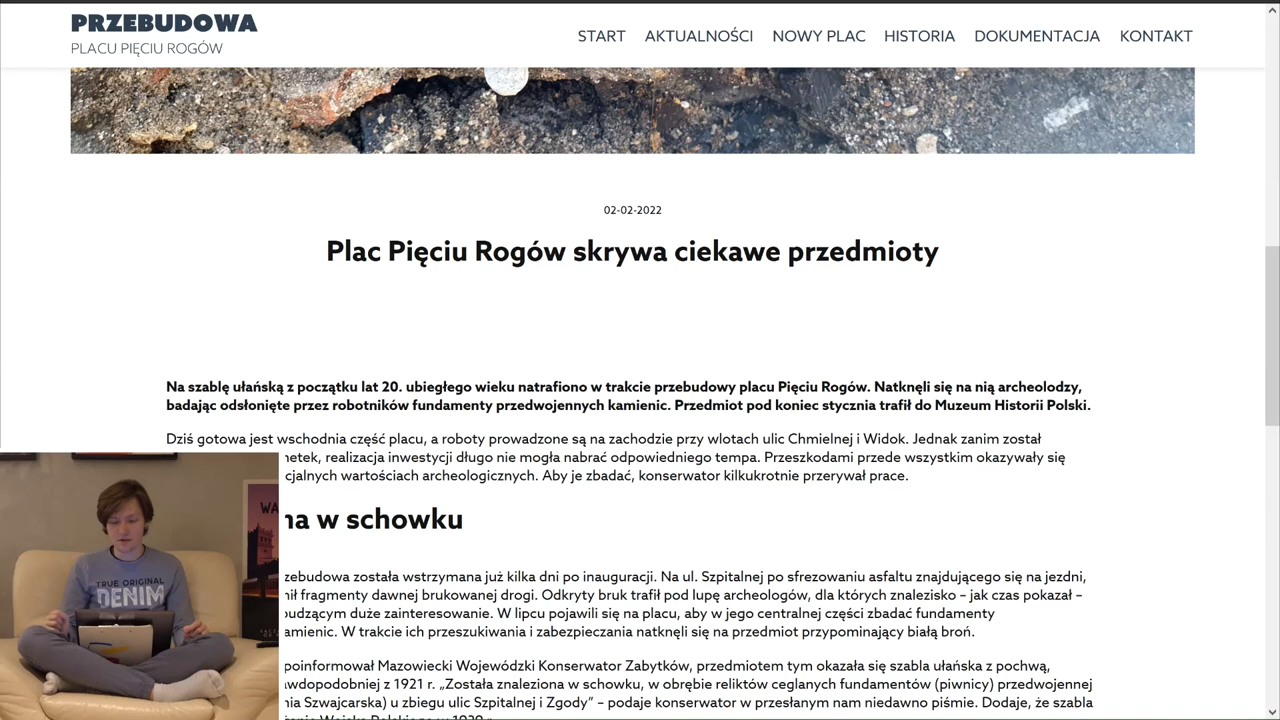 PRZEBUDOWA
PLACU PIĘCIU ROGÓW
START AKTUALNOŚCI NOWY PLAC HISTORIA DOKUMENTACJA KONTAKT
02-02-2022
Plac Pięciu Rogów skrywa ciekawe przedmioty
Na szablę ułańską z początku lat 20. ubiegłego wieku natrafiono w trakcie przebudowy placu Pięciu Rogów. Natknęli się na nią archeolodzy,
badając odsłonięte przez robotników fundamenty przedwojennych kamienic. Przedmiot pod koniec stycznia trafił do Muzeum Historii Polski.
Dziś gotowa jest wschodnia część placu, a roboty prowadzone są na zachodzie przy wlotach ulic Chmielnej i Widok. Jednak zanim został
netek, realizacja inwestycji długo nie mogła nabrać odpowiedniego tempa. Przeszkodami przede wszystkim okazywały się
cjalnych wartościach archeologicznych. Aby je zbadać, konserwator kilkukrotnie przerywał prace.
na w schowku
zebudowa została wstrzymana już kilka dni po inauguracji. Na ul. Szpitalnej po sfrezowaniu asfaltu znajdującego się na jezdni,
nił fragmenty dawnej brukowanej drogi. Odkryty bruk trafił pod lupę archeologów, dla których znalezisko – jak czas pokazał –
budzącym duże zainteresowanie. W lipcu pojawili się na placu, aby w jego centralnej części zbadać fundamenty
amienic. W trakcie ich przeszukiwania i zabezpieczania natknęli się na przedmiot przypominający białą broń.
poinformował Mazowiecki Wojewódzki Konserwator Zabytków, przedmiotem tym okazała się szabla ułańska z pochwą,
wdopodobniej z 1921 r. „Została znaleziona w schowku, w obrębie reliktów ceglanych fundamentów (piwnicy) przedwojennej
nia Szwajcarska) u zbiegu ulic Szpitalnej i Zgody” – podaje konserwator w przesłanym nam niedawno piśmie. Dodaje, że szabla
Wojska Polskiego w 1939 r.
TRUE ORIGINAL
DENIM
WA